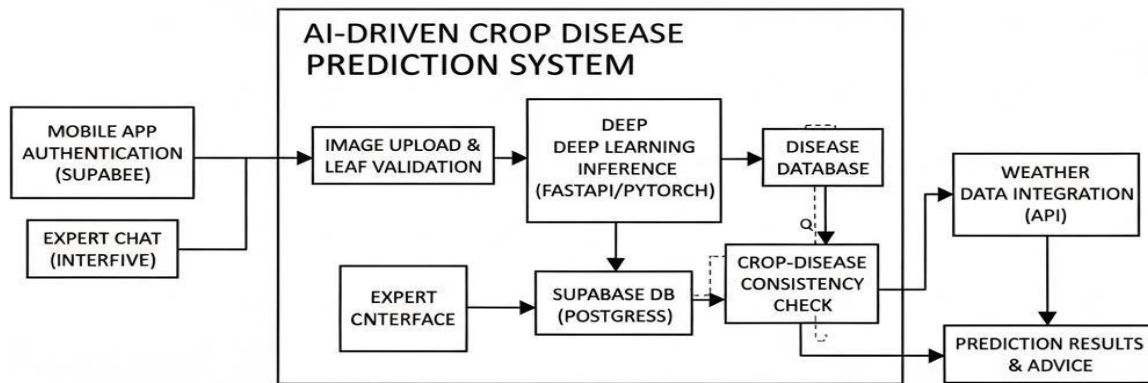 AI-DRIVEN CROP DISEASE
PREDICTION SYSTEM
MOBILE APP
AUTHENTICATION
(SUPABEE)
EXPERT CHAT
(INTERFIVE)
IMAGE UPLOAD &
LEAF VALIDATION
DEEP
DEEP LEARNING
INFERENCE
(FASTAPI/PYTORCH)
DISEASE
DATABASE
Q
EXPERT
CNTERFACE
SUPABASE DB
(POSTGRESS)
CROP-DISEASE
CONSISTENCY
CHECK
WEATHER
DATA INTEGRATION
(API)
PREDICTION RESULTS
& ADVICE